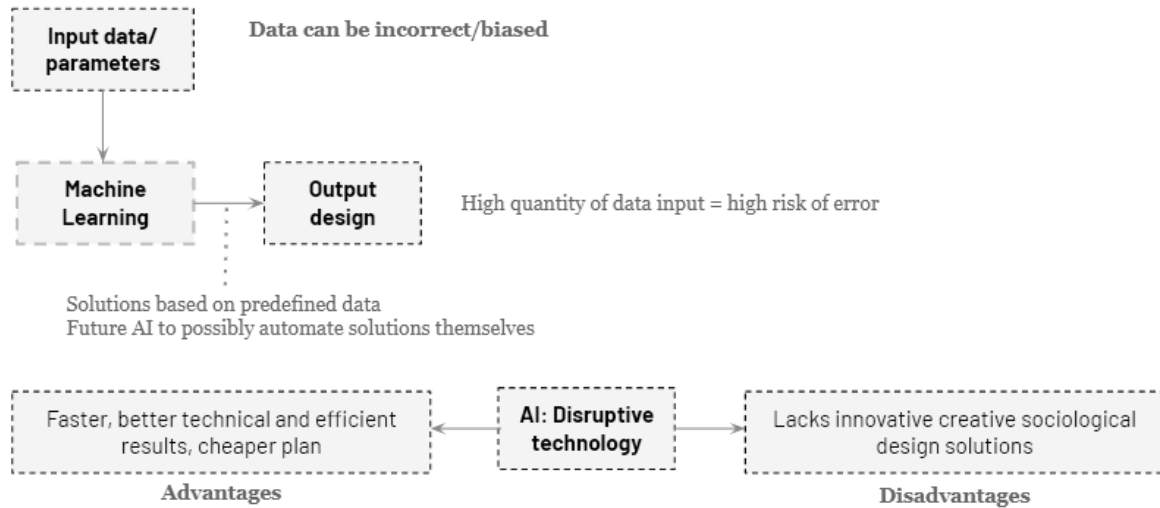 Input data/
parameters
Data can be incorrect/biased
Machine
Learning
Output
design
High quantity of data input = high risk of error
Solutions based on predefined data
Future AI to possibly automate solutions themselves
Faster, better technical and efficient
results, cheaper plan
Advantages
AI: Disruptive
technology
Lacks innovative creative sociological
design solutions
Disadvantages